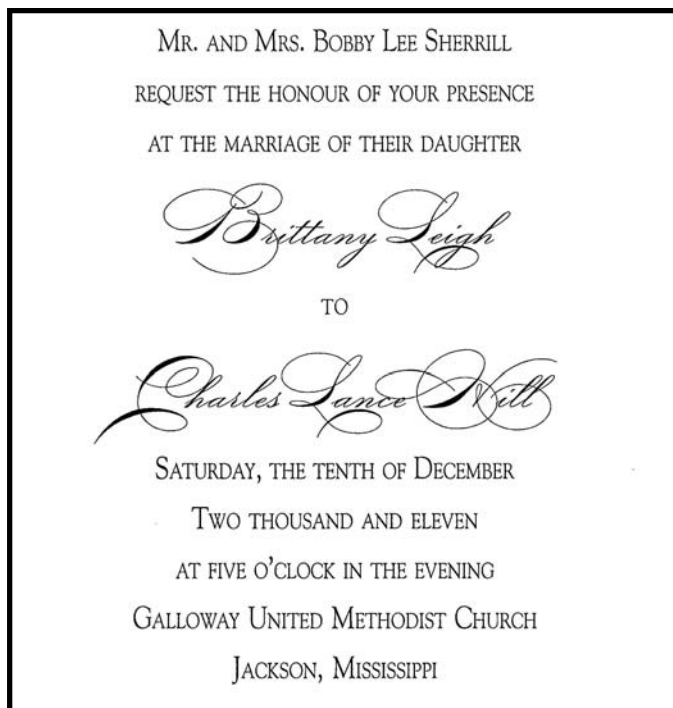 Mr. and Mrs. Bobby Lee Sherrill
request the honour of your presence
at the marriage of their daughter
Brittany Leigh
to
Charles Lance Will
Saturday, the tenth of December
Two thousand and eleven
at five o'clock in the evening
Galloway United Methodist Church
Jackson, Mississippi